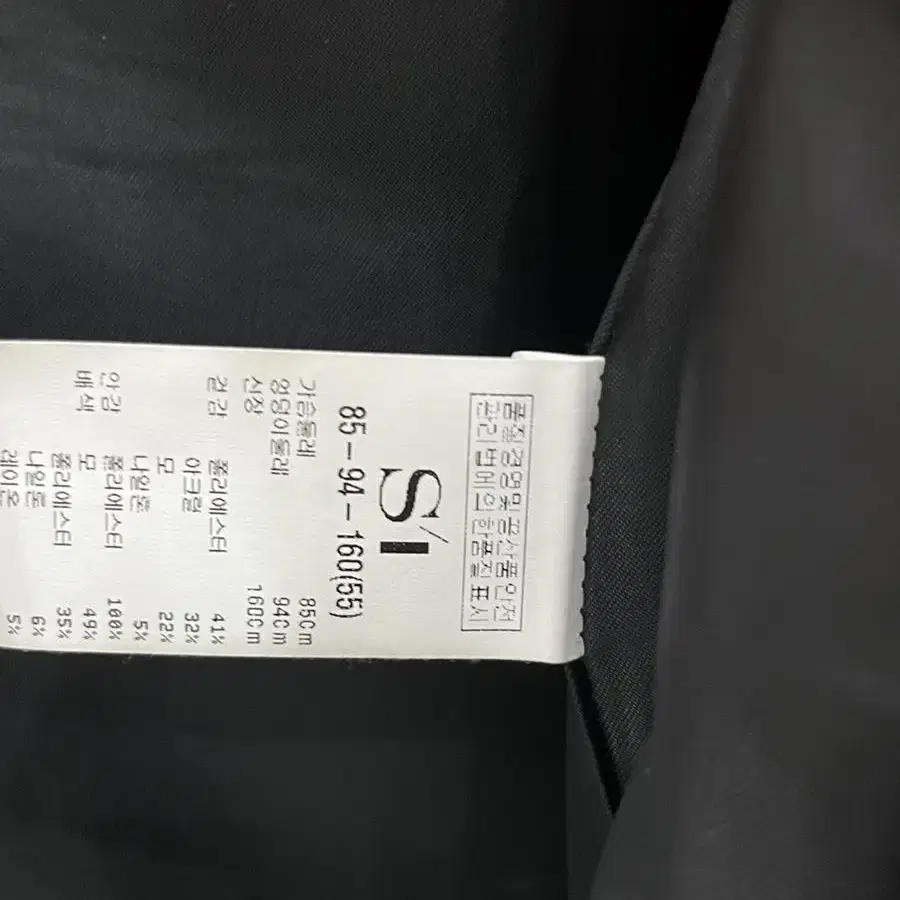 품질경영 및 공산품안전
관리법에 의한 품질표시
S/I
85-94-160(55)
가슴둘레 85Cm
엉덩이둘레 94Cm
신장 160Cm
겉감 폴리에스터 41%
아크릴 32%
모 22%
나일론 5%
안감 폴리에스터 100%
배색 모 49%
폴리에스터 35%
나일론 6%
레이온 5%